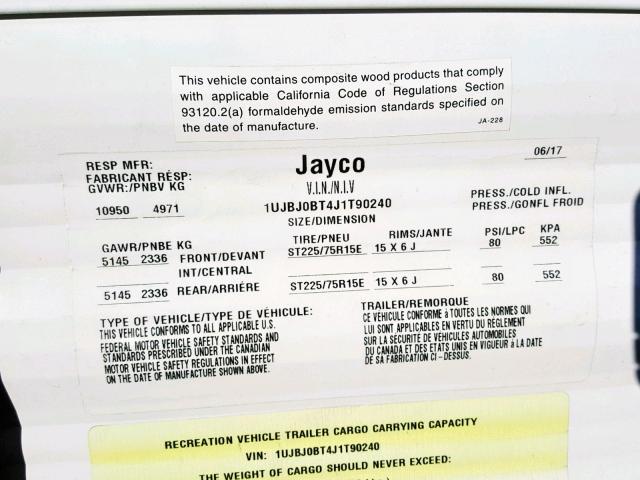 This vehicle contains composite wood products that comply
with applicable California Code of Regulations Section
93120.2(a) formaldehyde emission standards specified on
the date of manufacture.
JA-228
RESP MFR:
FABRICANT RÉSP:
GVWR:/PNBV KG
Jayco
06/17
V.I.N./N.I.V
10950 4971
1UJBJ0BT4J1T90240
PRESS./COLD INFL.
PRESS./GONFL FROID
SIZE/DIMENSION
GAWR/PNBE KG TIRE/PNEU RIMS/JANTE PSI/LPC KPA
5145 2336 FRONT/DEVANT ST225/75R15E 15 X 6 J 80 552
INT/CENTRAL
5145 2336 REAR/ARRIÉRE ST225/75R15E 15 X 6 J 80 552
TYPE OF VEHICLE/TYPE DE VÉHICULE:
THIS VEHICLE CONFORMS TO ALL APPLICABLE U.S.
FEDERAL MOTOR VEHICLE SAFETY STANDARDS AND
STANDARDS PRESCRIBED UNDER THE CANADIAN
MOTOR VEHICLE SAFETY REGULATIONS IN EFFECT
ON THE DATE OF MANUFACTURE SHOWN ABOVE.
TRAILER/REMORQUE
CE VÉHICULE CONFORME à TOUTES LES NORMES QUI
LUI SONT APPLICABLES EN VERTU DU RÉGLEMENT
SUR LA SÉCURITÉ DE VÉHICULES AUTOMOBILES
DU CANADA ET DES ETATS UNIS EN VIGUEUR à LA DATE
DE SA FABRICATION CI-DESSUS.
RECREATION VEHICLE TRAILER CARGO CARRYING CAPACITY
VIN: 1UJBJ0BT4J1T90240
THE WEIGHT OF CARGO SHOULD NEVER EXCEED: